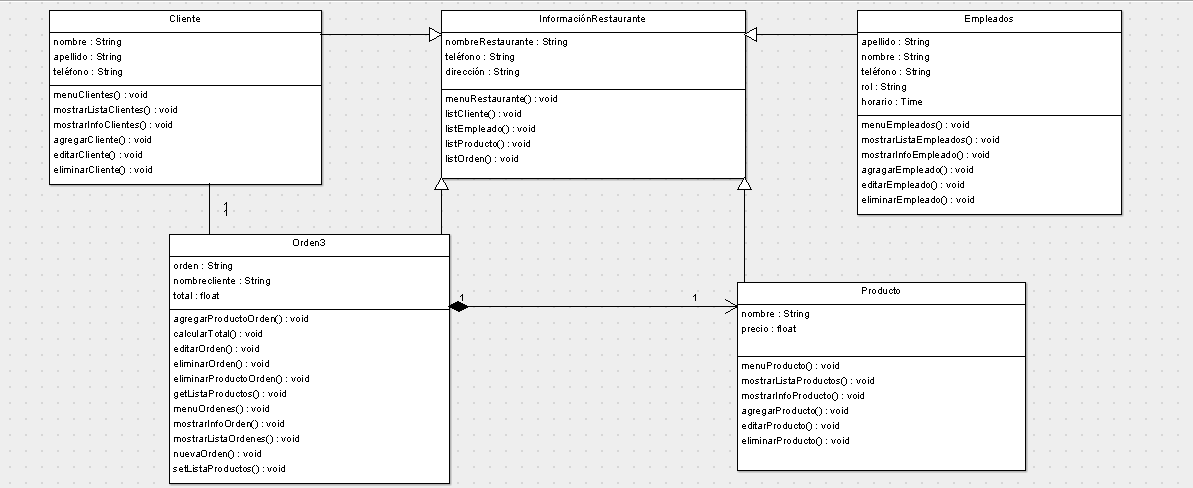 Cliente
nombre : String
apellido : String
teléfono : String
menuClientes() : void
mostrarListaClientes() : void
mostrarInfoClientes() : void
agregarCliente() : void
editarCliente() : void
eliminarCliente() : void
InformaciónRestaurante
nombreRestaurante : String
teléfono : String
dirección : String
menuRestaurante() : void
listCliente() : void
listEmpleado() : void
listProducto() : void
listOrden() : void
Empleados
apellido : String
nombre : String
teléfono : String
rol : String
horario : Time
menuEmpleados() : void
mostrarListaEmpleados() : void
mostrarInfoEmpleado() : void
agragarEmpleado() : void
editarEmpleado() : void
eliminarEmpleado() : void
1
Orden3
orden : String
nombrecliente : String
total : float
agregarProductoOrden() : void
calcularTotal() : void
editarOrden() : void
eliminarOrden() : void
eliminarProductoOrden() : void
getListaProductos() : void
menuOrdenes() : void
mostrarInfoOrden() : void
mostrarListaOrdenes() : void
nuevaOrden() : void
setListaProductos() : void
1
1
Producto
nombre : String
precio : float
menuProducto() : void
mostrarListaProductos() : void
mostrarInfoProducto() : void
agregarProducto() : void
editarProducto() : void
eliminarProducto() : void